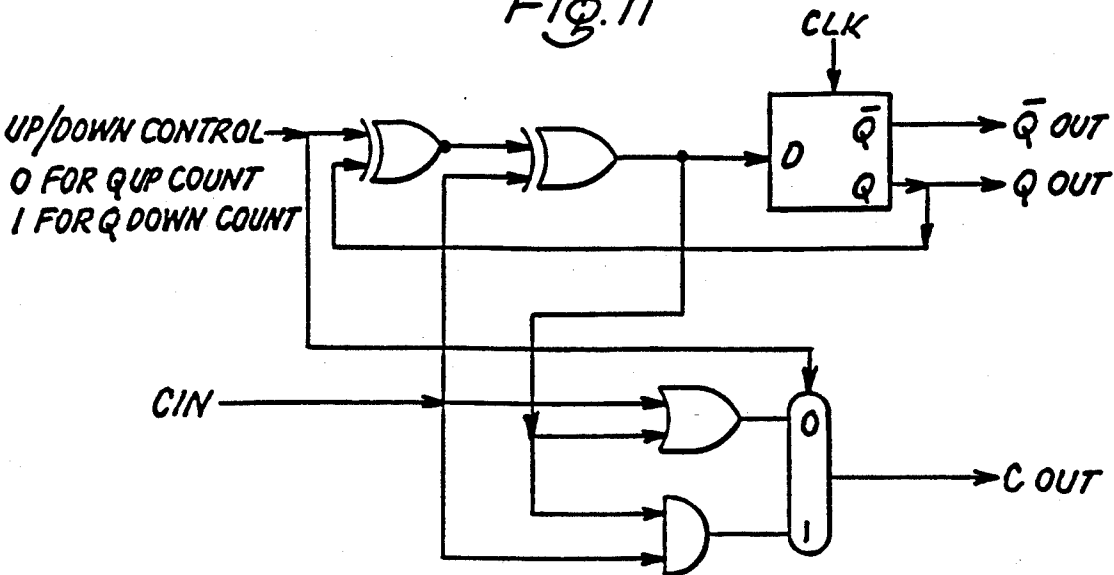 Fig. 11
CLK
UP/DOWN CONTROL
0 FOR Q UP COUNT
1 FOR Q DOWN COUNT
D
Q̅
Q
Q̅ OUT
Q OUT
CIN
0
1
C OUT